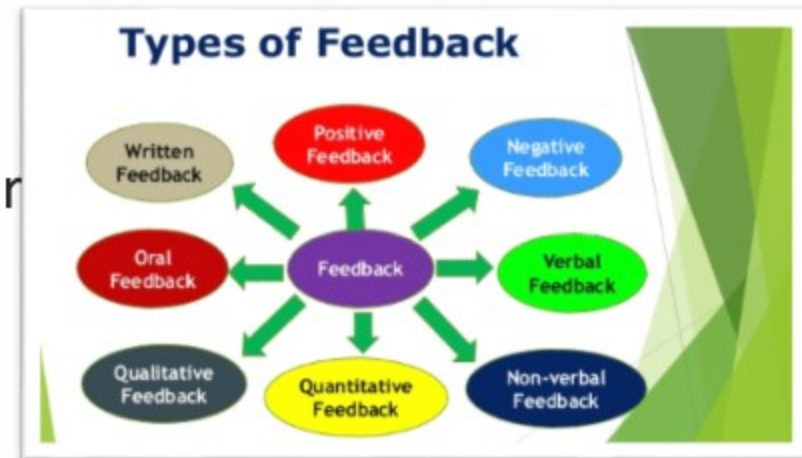 Types of Feedback
Positive
Feedback
Written
Feedback
Negative
Feedback
r
Oral
Feedback
Feedback
Verbal
Feedback
Qualitative
Feedback
Quantitative
Feedback
Non-verbal
Feedback